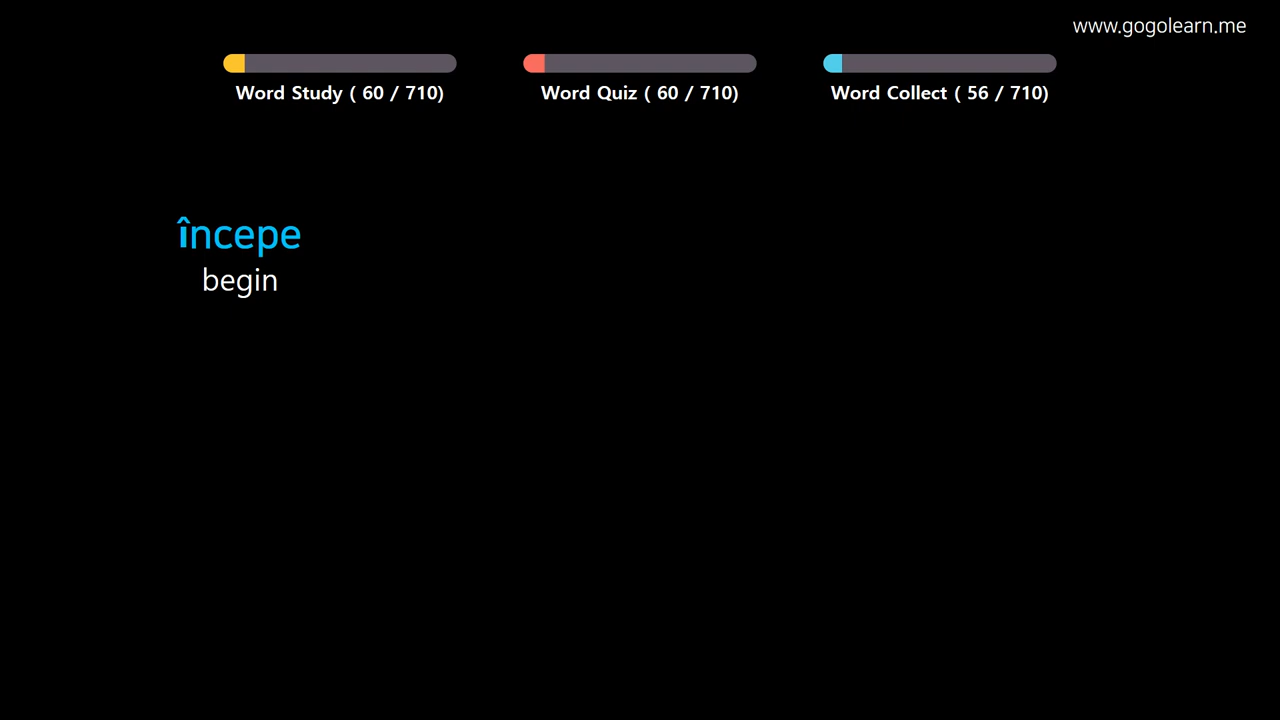 www.gogolearn.me
Word Study ( 60 / 710)
Word Quiz ( 60 / 710)
Word Collect ( 56 / 710)
începe
begin